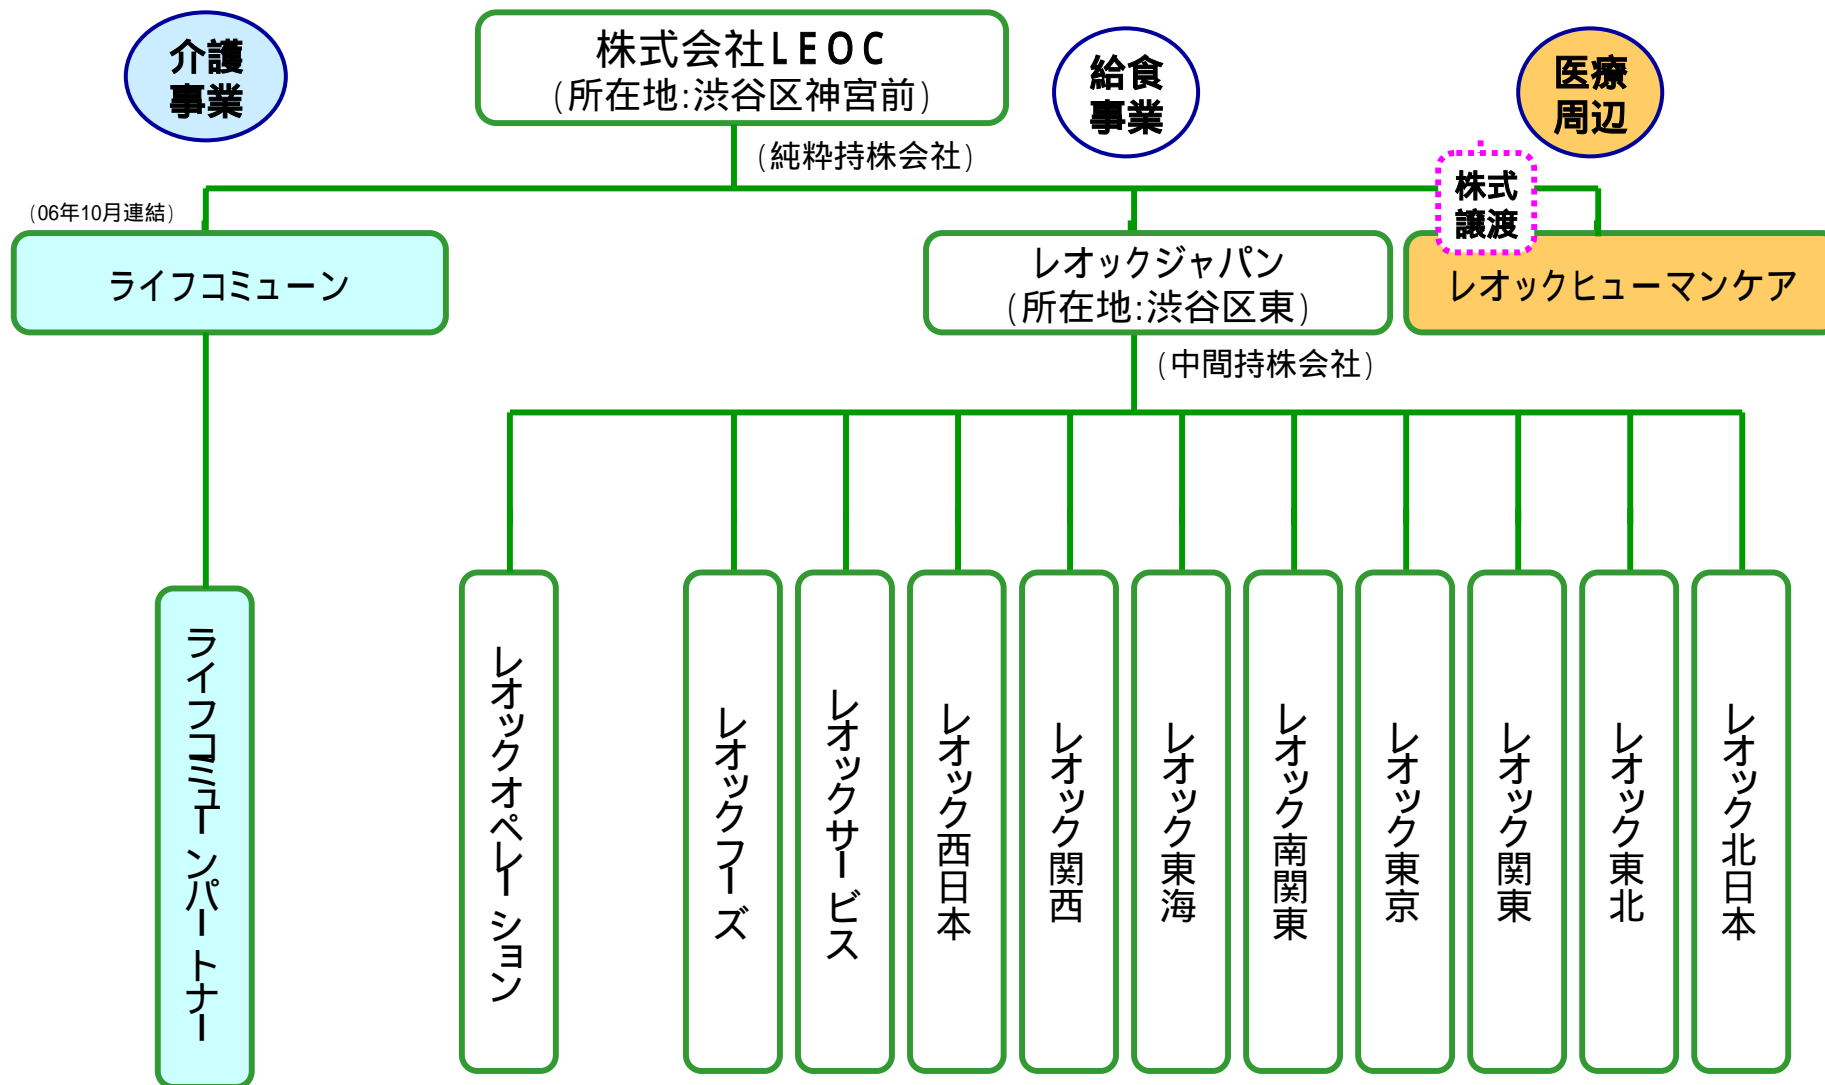 介護
事業
株式会社LEOC
(所在地:渋谷区神宮前)
給食
事業
医療
周辺
(純粋持株会社)
株式
譲渡
(06年10月連結)
ライフコミューン
レオックジャパン
(所在地:渋谷区東)
レオックヒューマンケア
(中間持株会社)
ライフコミューンパートナー
レオックオペレーション
レオックフーズ
レオックサービス
レオック西日本
レオック関西
レオック東海
レオック南関東
レオック東京
レオック関東
レオック東北
レオック北日本